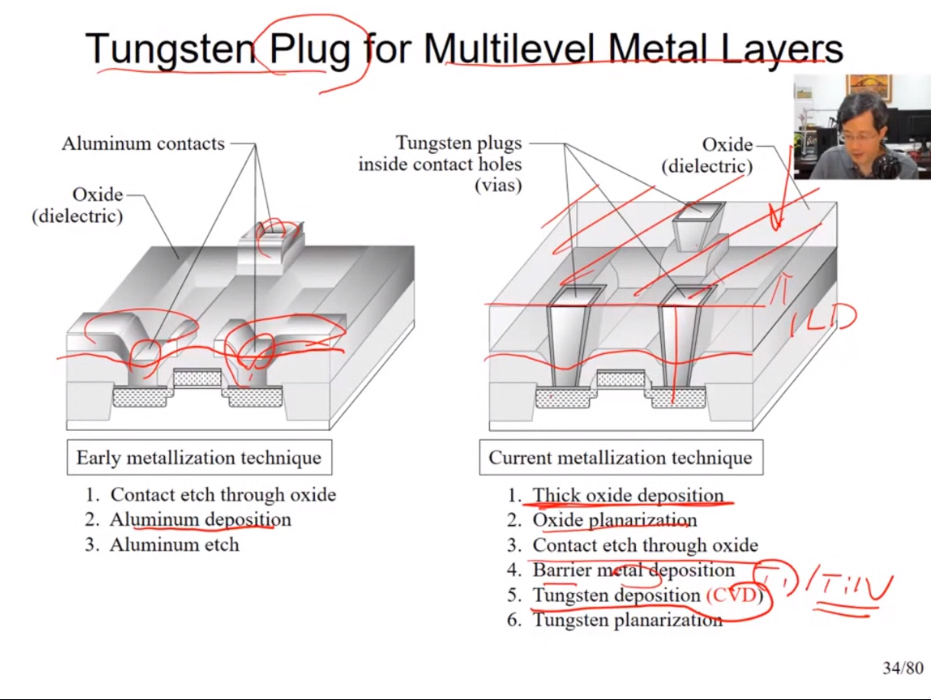 Tungsten Plug for Multilevel Metal Layers
Aluminum contacts
Oxide
(dielectric)
Tungsten plugs
inside contact holes
(vias)
Oxide
(dielectric)
ILD
Early metallization technique
1. Contact etch through oxide
2. Aluminum deposition
3. Aluminum etch
Current metallization technique
1. Thick oxide deposition
2. Oxide planarization
3. Contact etch through oxide
4. Barrier metal deposition
Ti/TiN
5. Tungsten deposition (CVD)
6. Tungsten planarization
34/80